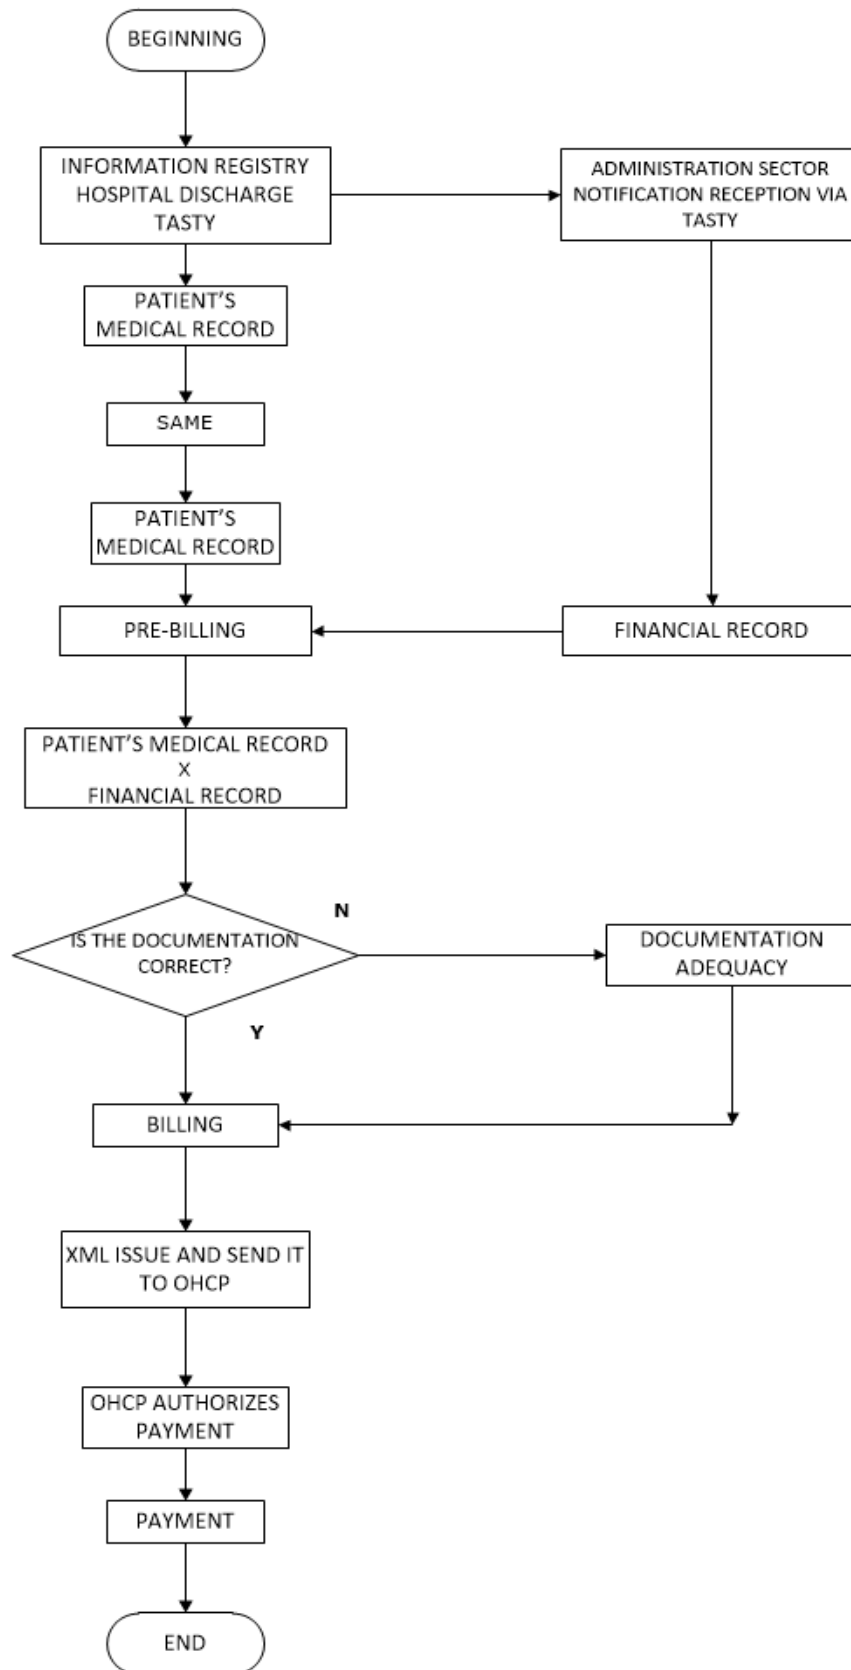 BEGINNING
INFORMATION REGISTRY
HOSPITAL DISCHARGE
TASTY
ADMINISTRATION SECTOR
NOTIFICATION RECEPTION VIA
TASTY
PATIENT'S
MEDICAL RECORD
SAME
PATIENT'S
MEDICAL RECORD
PRE-BILLING
FINANCIAL RECORD
PATIENT'S MEDICAL RECORD
X
FINANCIAL RECORD
IS THE DOCUMENTATION
CORRECT?
N
DOCUMENTATION
ADEQUACY
Y
BILLING
XML ISSUE AND SEND IT
TO OHCP
OHCP AUTHORIZES
PAYMENT
PAYMENT
END